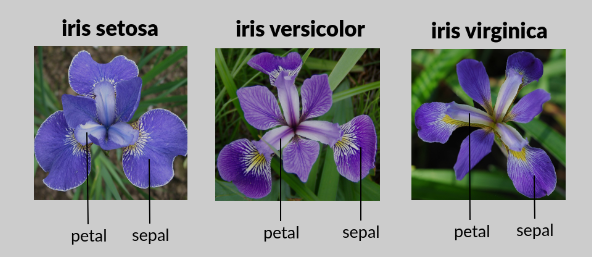 iris setosa
iris versicolor
iris virginica
petal
sepal
petal
sepal
petal
sepal